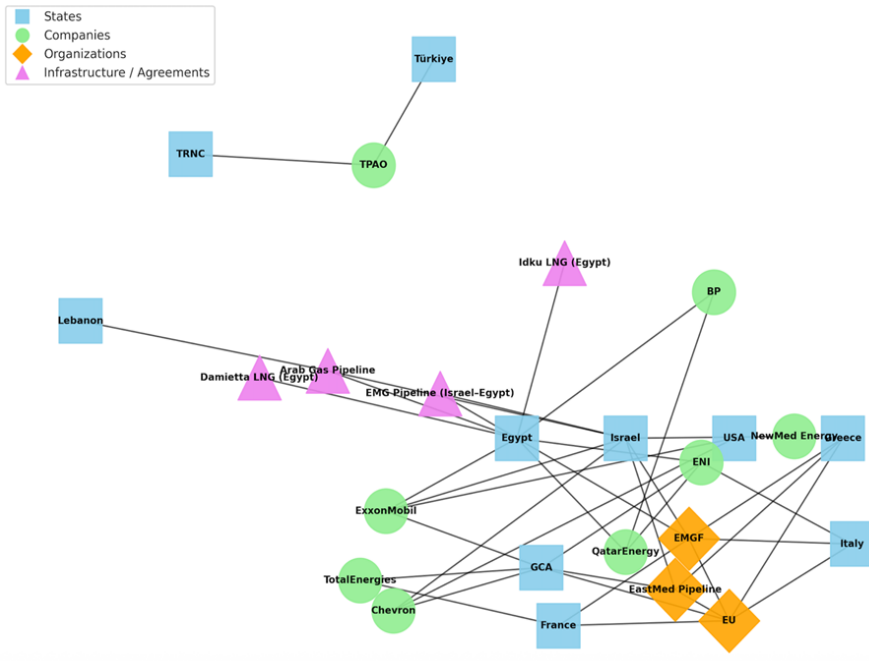 States
Companies
Organizations
Infrastructure / Agreements
Türkiye
TRNC
TPAO
Idku LNG (Egypt)
BP
Lebanon
Arab Gas Pipeline
Damietta LNG (Egypt)
EMG Pipeline (Israel–Egypt)
Egypt
Israel
USA
NewMed Energy
Greece
ENI
ExxonMobil
EMGF
Italy
QatarEnergy
GCA
TotalEnergies
EastMed Pipeline
Chevron
France
EU